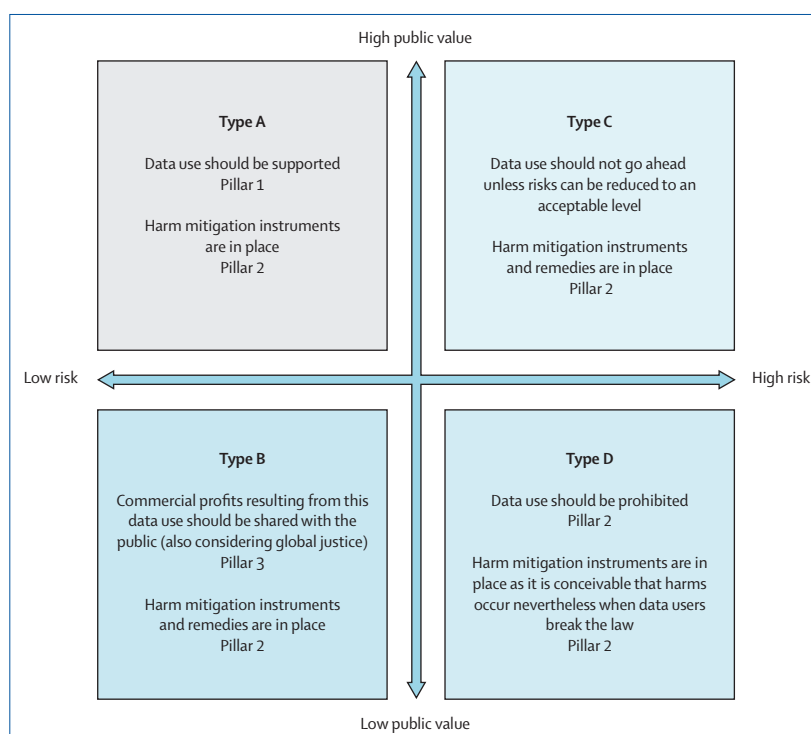 High public value
Type A
Data use should be supported
Pillar 1
Harm mitigation instruments
are in place
Pillar 2
Type C
Data use should not go ahead
unless risks can be reduced to an
acceptable level
Harm mitigation instruments
and remedies are in place
Pillar 2
Low risk
High risk
Type B
Commercial profits resulting from this
data use should be shared with the
public (also considering global justice)
Pillar 3
Harm mitigation instruments
and remedies are in place
Pillar 2
Type D
Data use should be prohibited
Pillar 2
Harm mitigation instruments are in
place as it is conceivable that harms
occur nevertheless when data users
break the law
Pillar 2
Low public value